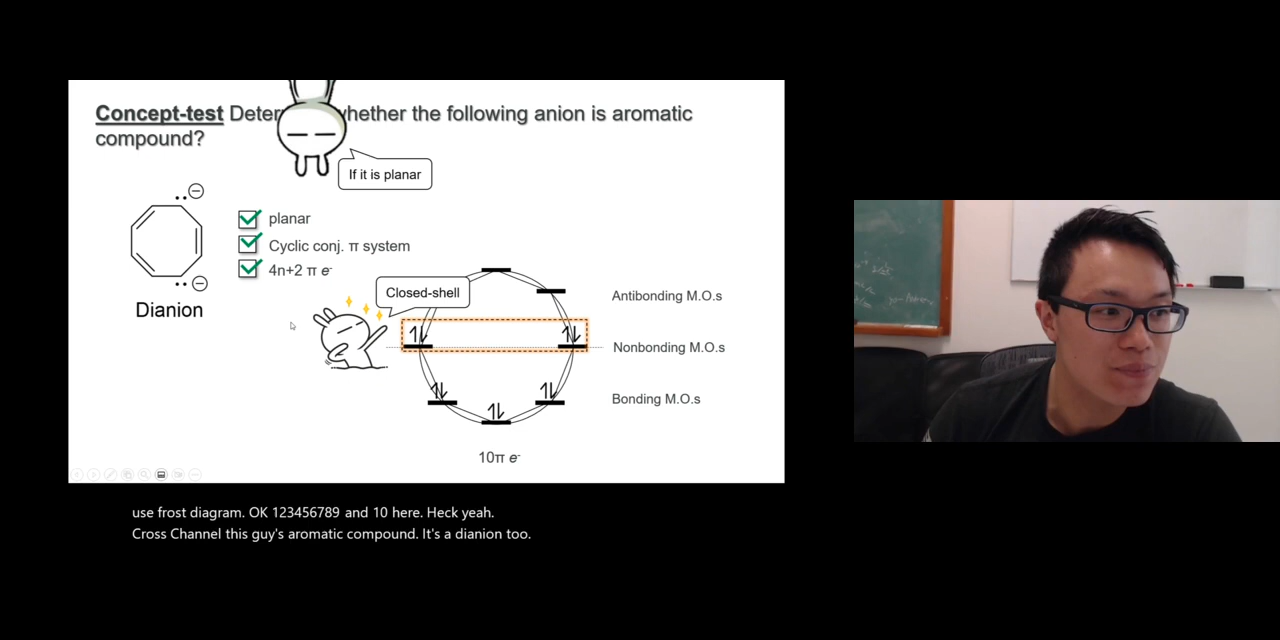 Concept-test Deter hether the following anion is aromatic
compound?
If it is planar
planar
Cyclic conj. π system
4n+2 π e-
Dianion
Closed-shell
Antibonding M.O.s
Nonbonding M.O.s
Bonding M.O.s
10π e-
use frost diagram. OK 123456789 and 10 here. Heck yeah.
Cross Channel this guy's aromatic compound. It's a dianion too.